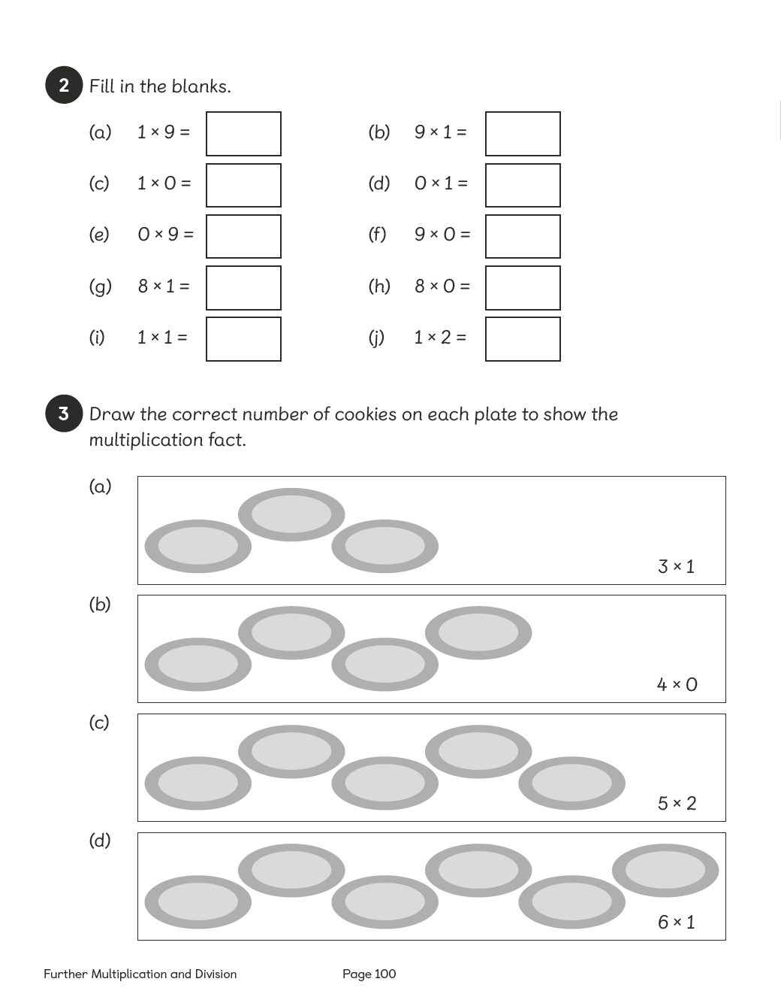 2 Fill in the blanks.
(a) 1 × 9 = (b) 9 × 1 =
(c) 1 × 0 = (d) 0 × 1 =
(e) 0 × 9 = (f) 9 × 0 =
(g) 8 × 1 = (h) 8 × 0 =
(i) 1 × 1 = (j) 1 × 2 =
3 Draw the correct number of cookies on each plate to show the
multiplication fact.
(a)
3 × 1
(b)
4 × 0
(c)
5 × 2
(d)
6 × 1
Further Multiplication and Division Page 100